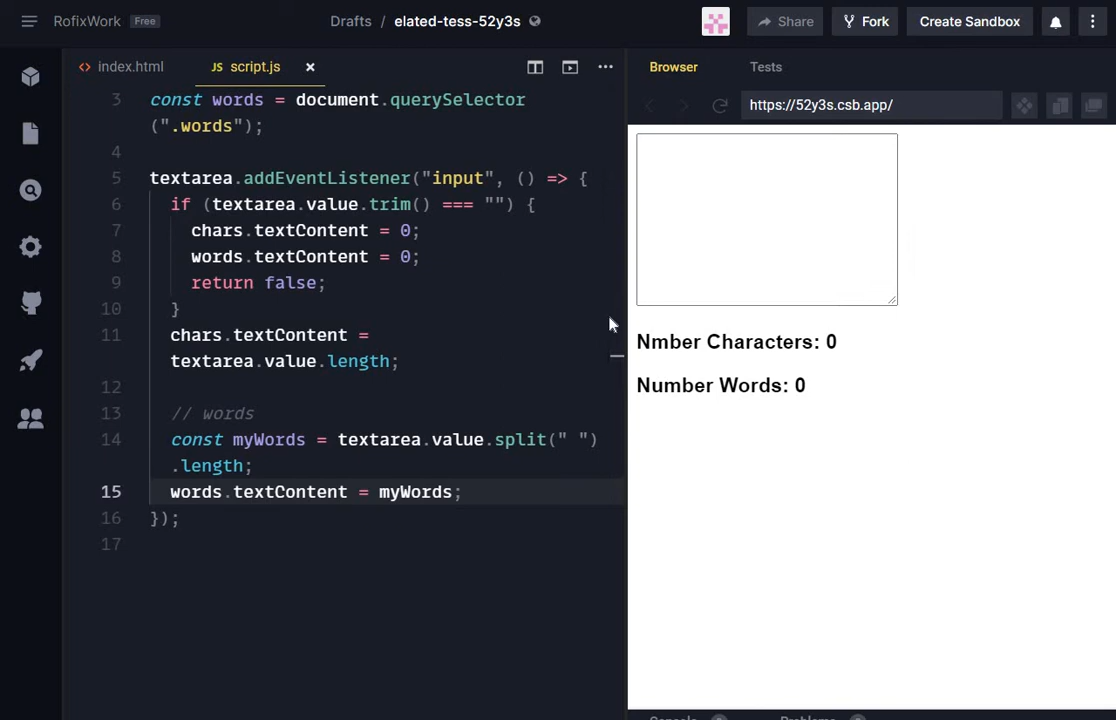 RofixWork Free
Drafts / elated-tess-52y3s
Share
Fork
Create Sandbox
index.html
JS script.js
Browser
Tests
https://52y3s.csb.app/
3 const words = document.querySelector
(".words");
4
5 textarea.addEventListener("input", () => {
6 if (textarea.value.trim() === "") {
7 chars.textContent = 0;
8 words.textContent = 0;
9 return false;
10 }
11 chars.textContent =
textarea.value.length;
12
13 // words
14 const myWords = textarea.value.split(" ")
.length;
15 words.textContent = myWords;
16 });
17
Nmber Characters: 0
Number Words: 0
Console
Problems